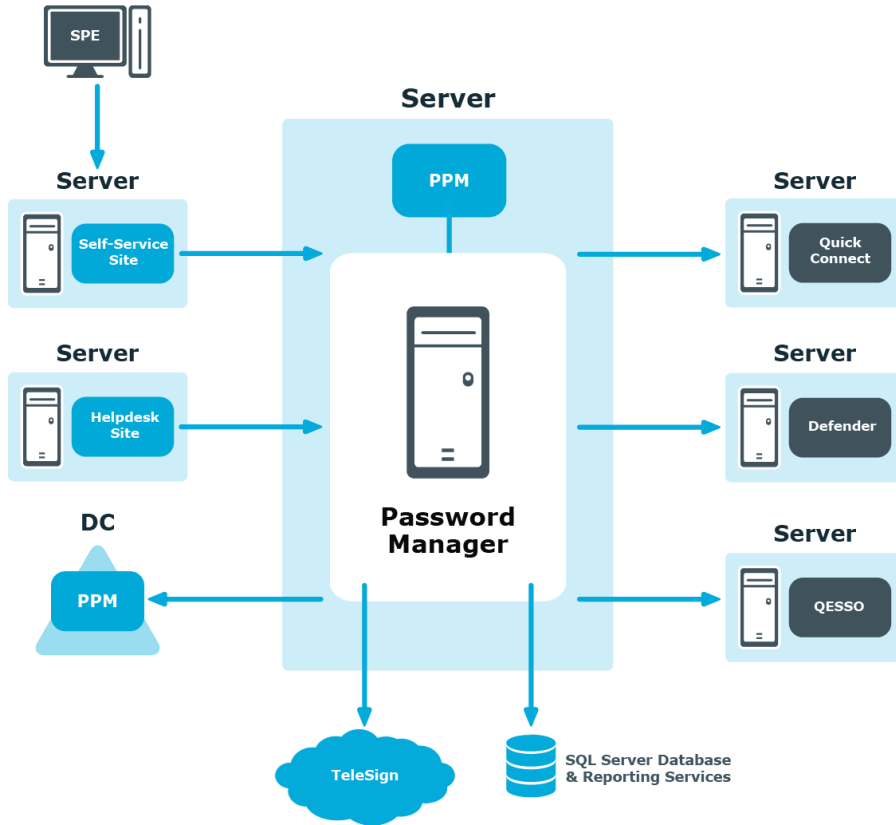 SPE
Server
PPM
Server
Self-Service
Site
Server
Quick
Connect
Server
Helpdesk
Site
Server
Defender
Password
Manager
DC
PPM
Server
QESSO
TeleSign
SQL Server Database
& Reporting Services